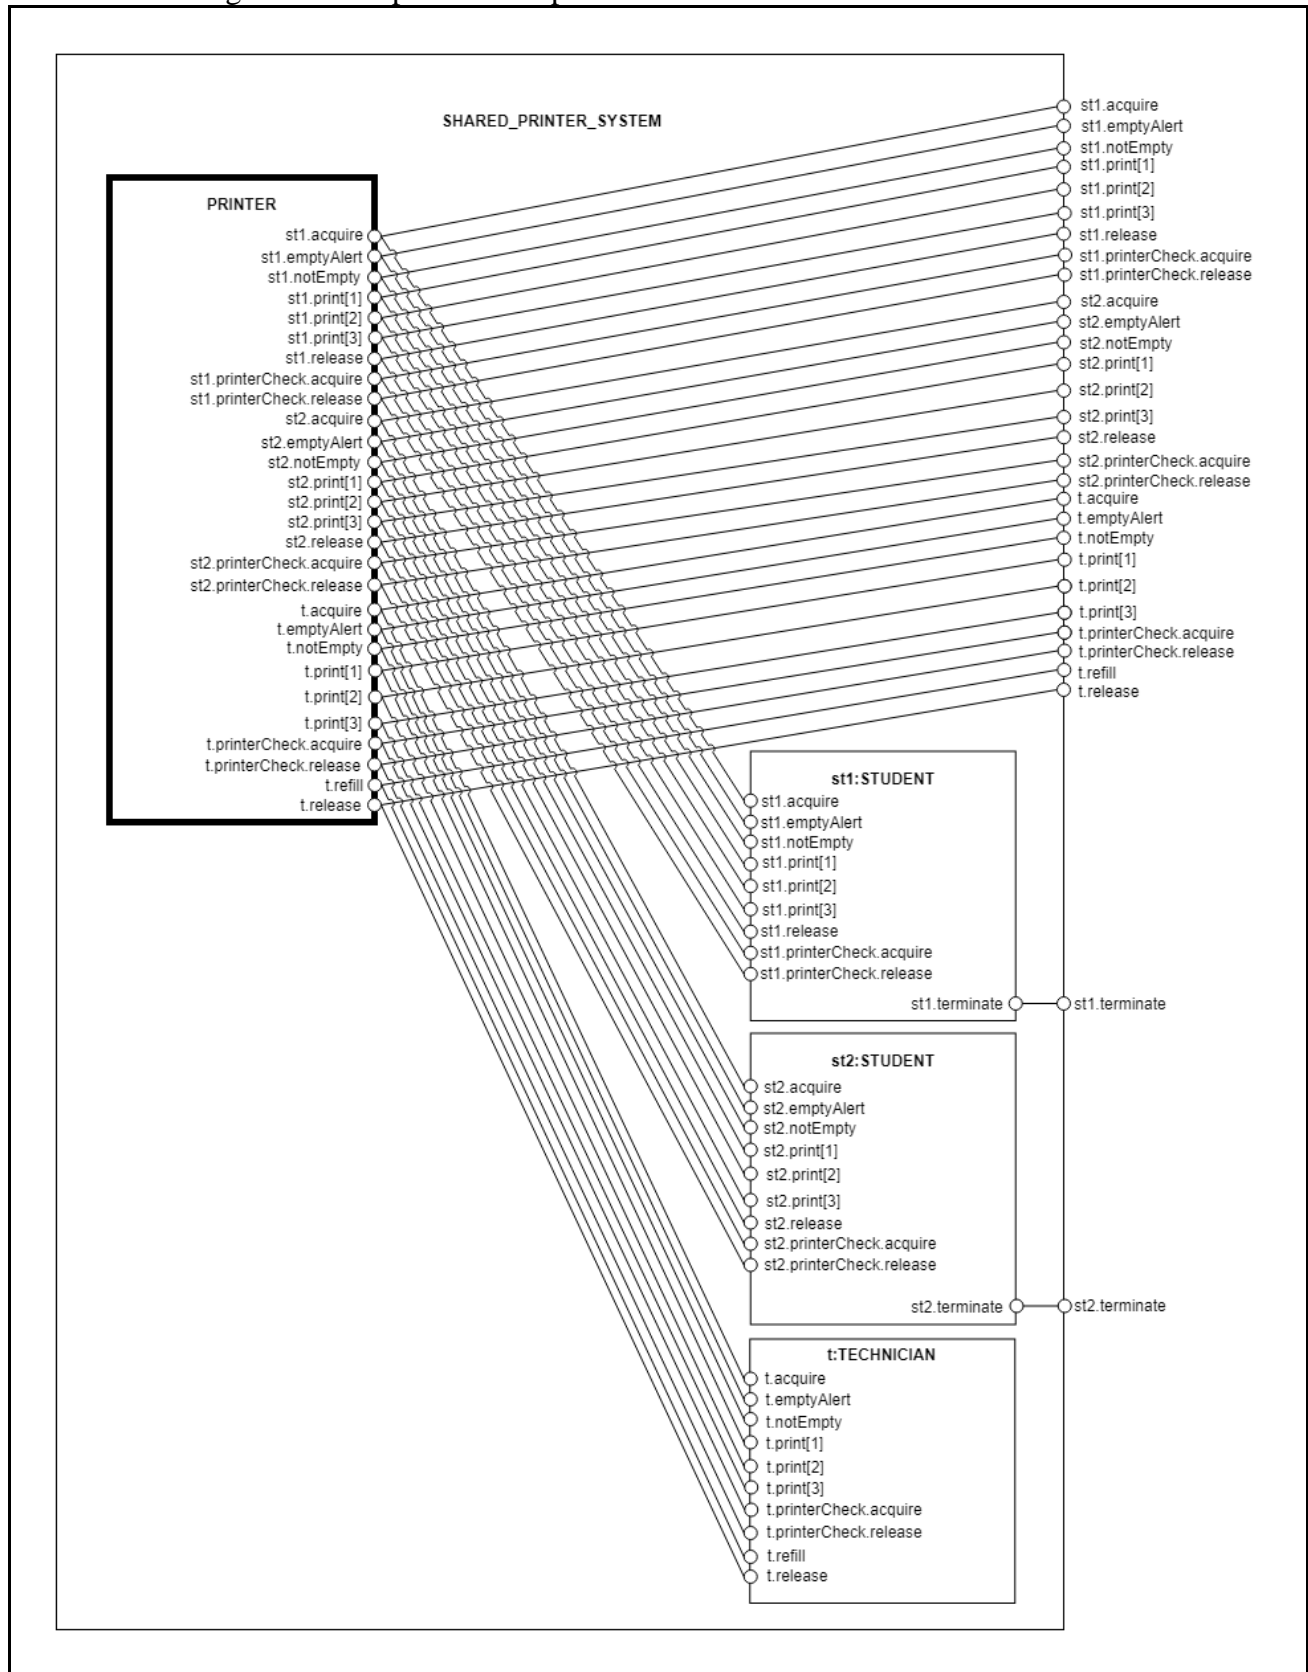 SHARED_PRINTER_SYSTEM
PRINTER
st1.acquire
st1.emptyAlert
st1.notEmpty
st1.print[1]
st1.print[2]
st1.print[3]
st1.release
st1.printerCheck.acquire
st1.printerCheck.release
st2.acquire
st2.emptyAlert
st2.notEmpty
st2.print[1]
st2.print[2]
st2.print[3]
st2.release
st2.printerCheck.acquire
st2.printerCheck.release
t.acquire
t.emptyAlert
t.notEmpty
t.print[1]
t.print[2]
t.print[3]
t.printerCheck.acquire
t.printerCheck.release
t.refill
t.release
st1.acquire
st1.emptyAlert
st1.notEmpty
st1.print[1]
st1.print[2]
st1.print[3]
st1.release
st1.printerCheck.acquire
st1.printerCheck.release
st2.acquire
st2.emptyAlert
st2.notEmpty
st2.print[1]
st2.print[2]
st2.print[3]
st2.release
st2.printerCheck.acquire
st2.printerCheck.release
t.acquire
t.emptyAlert
t.notEmpty
t.print[1]
t.print[2]
t.print[3]
t.printerCheck.acquire
t.printerCheck.release
t.refill
t.release
st1:STUDENT
st1.acquire
st1.emptyAlert
st1.notEmpty
st1.print[1]
st1.print[2]
st1.print[3]
st1.release
st1.printerCheck.acquire
st1.printerCheck.release
st1.terminate
st1.terminate
st2:STUDENT
st2.acquire
st2.emptyAlert
st2.notEmpty
st2.print[1]
st2.print[2]
st2.print[3]
st2.release
st2.printerCheck.acquire
st2.printerCheck.release
st2.terminate
st2.terminate
t:TECHNICIAN
t.acquire
t.emptyAlert
t.notEmpty
t.print[1]
t.print[2]
t.print[3]
t.printerCheck.acquire
t.printerCheck.release
t.refill
t.release